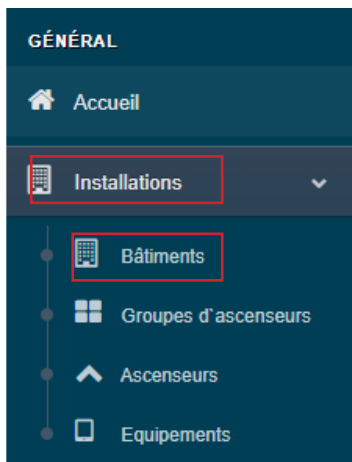 GÉNÉRAL
Accueil
Installations
Bâtiments
Groupes d`ascenseurs
Ascenseurs
Equipements